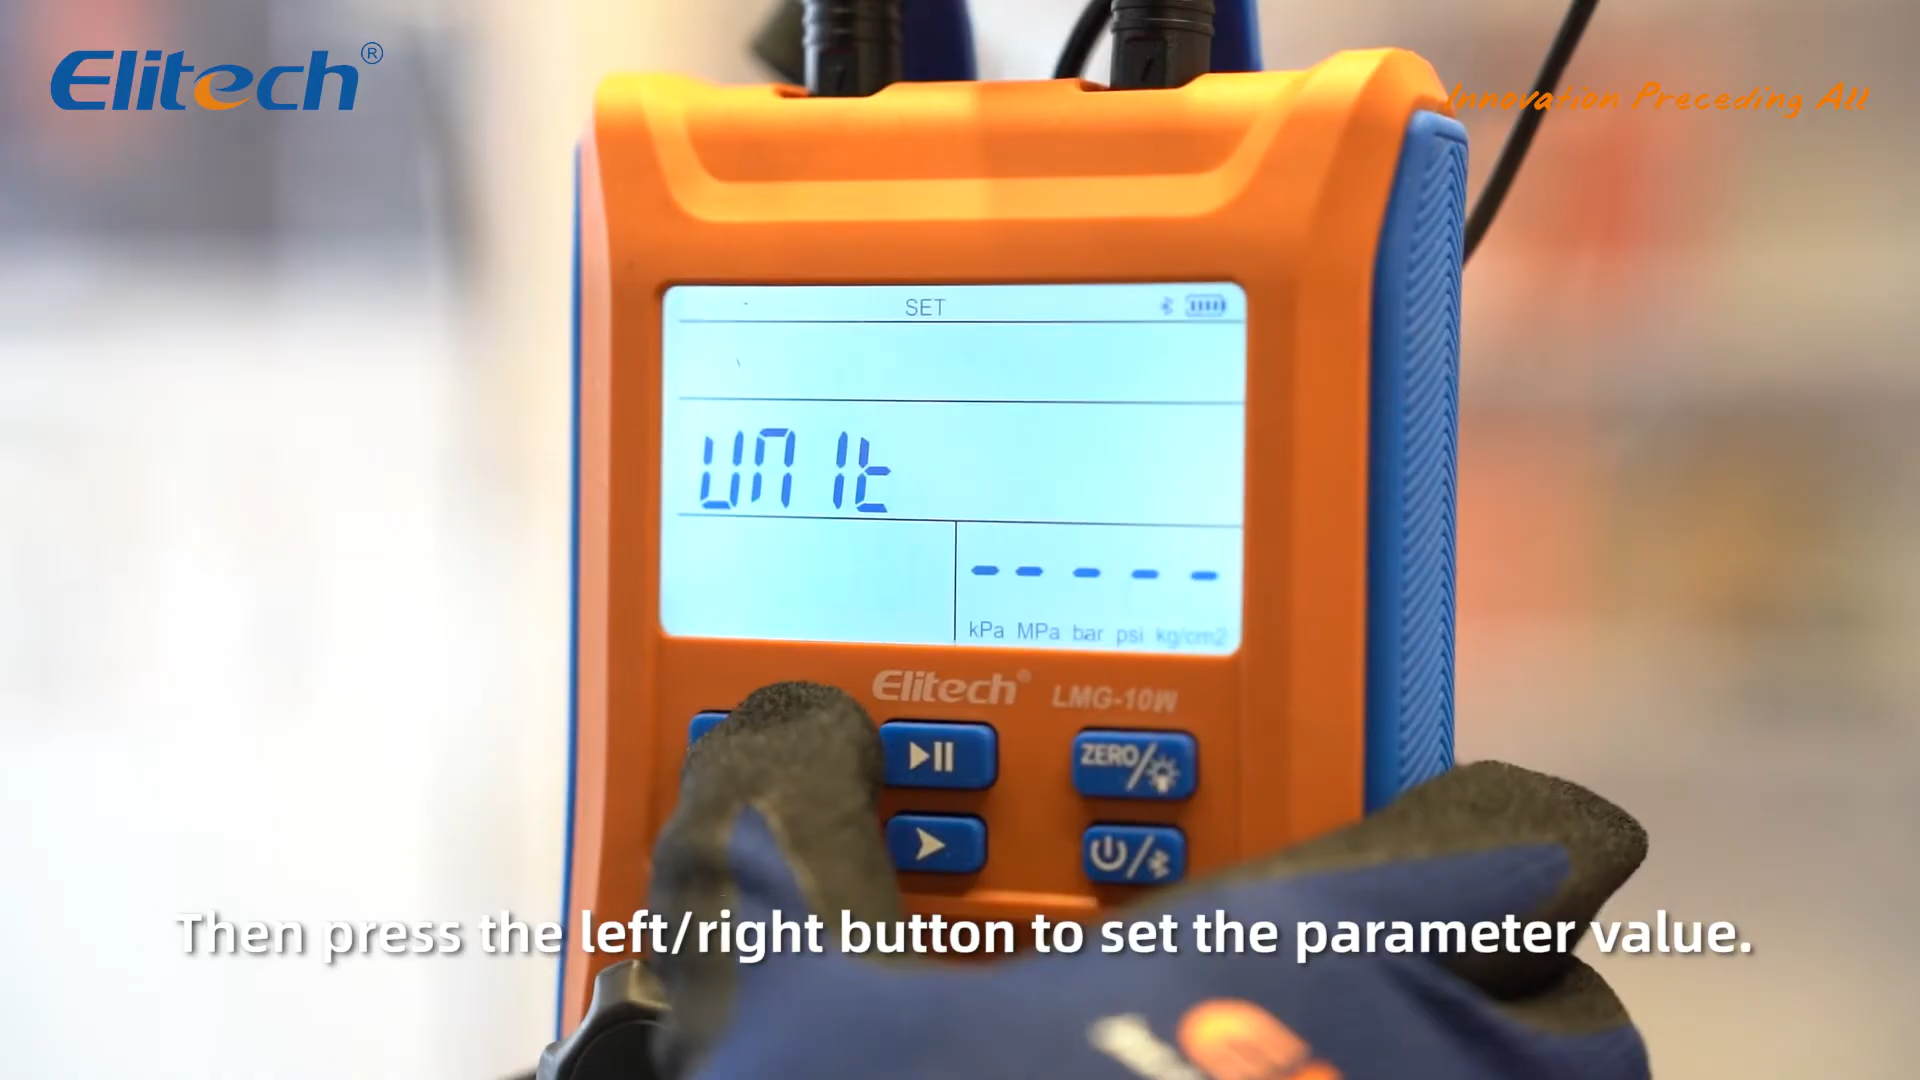 Elitech®
Innovation Preceding All
SET
UNIt
- - - - -
kPa MPa bar psi kg/cm2
Elitech® LMG-10W
ZERO/
Then press the left/right button to set the parameter value.